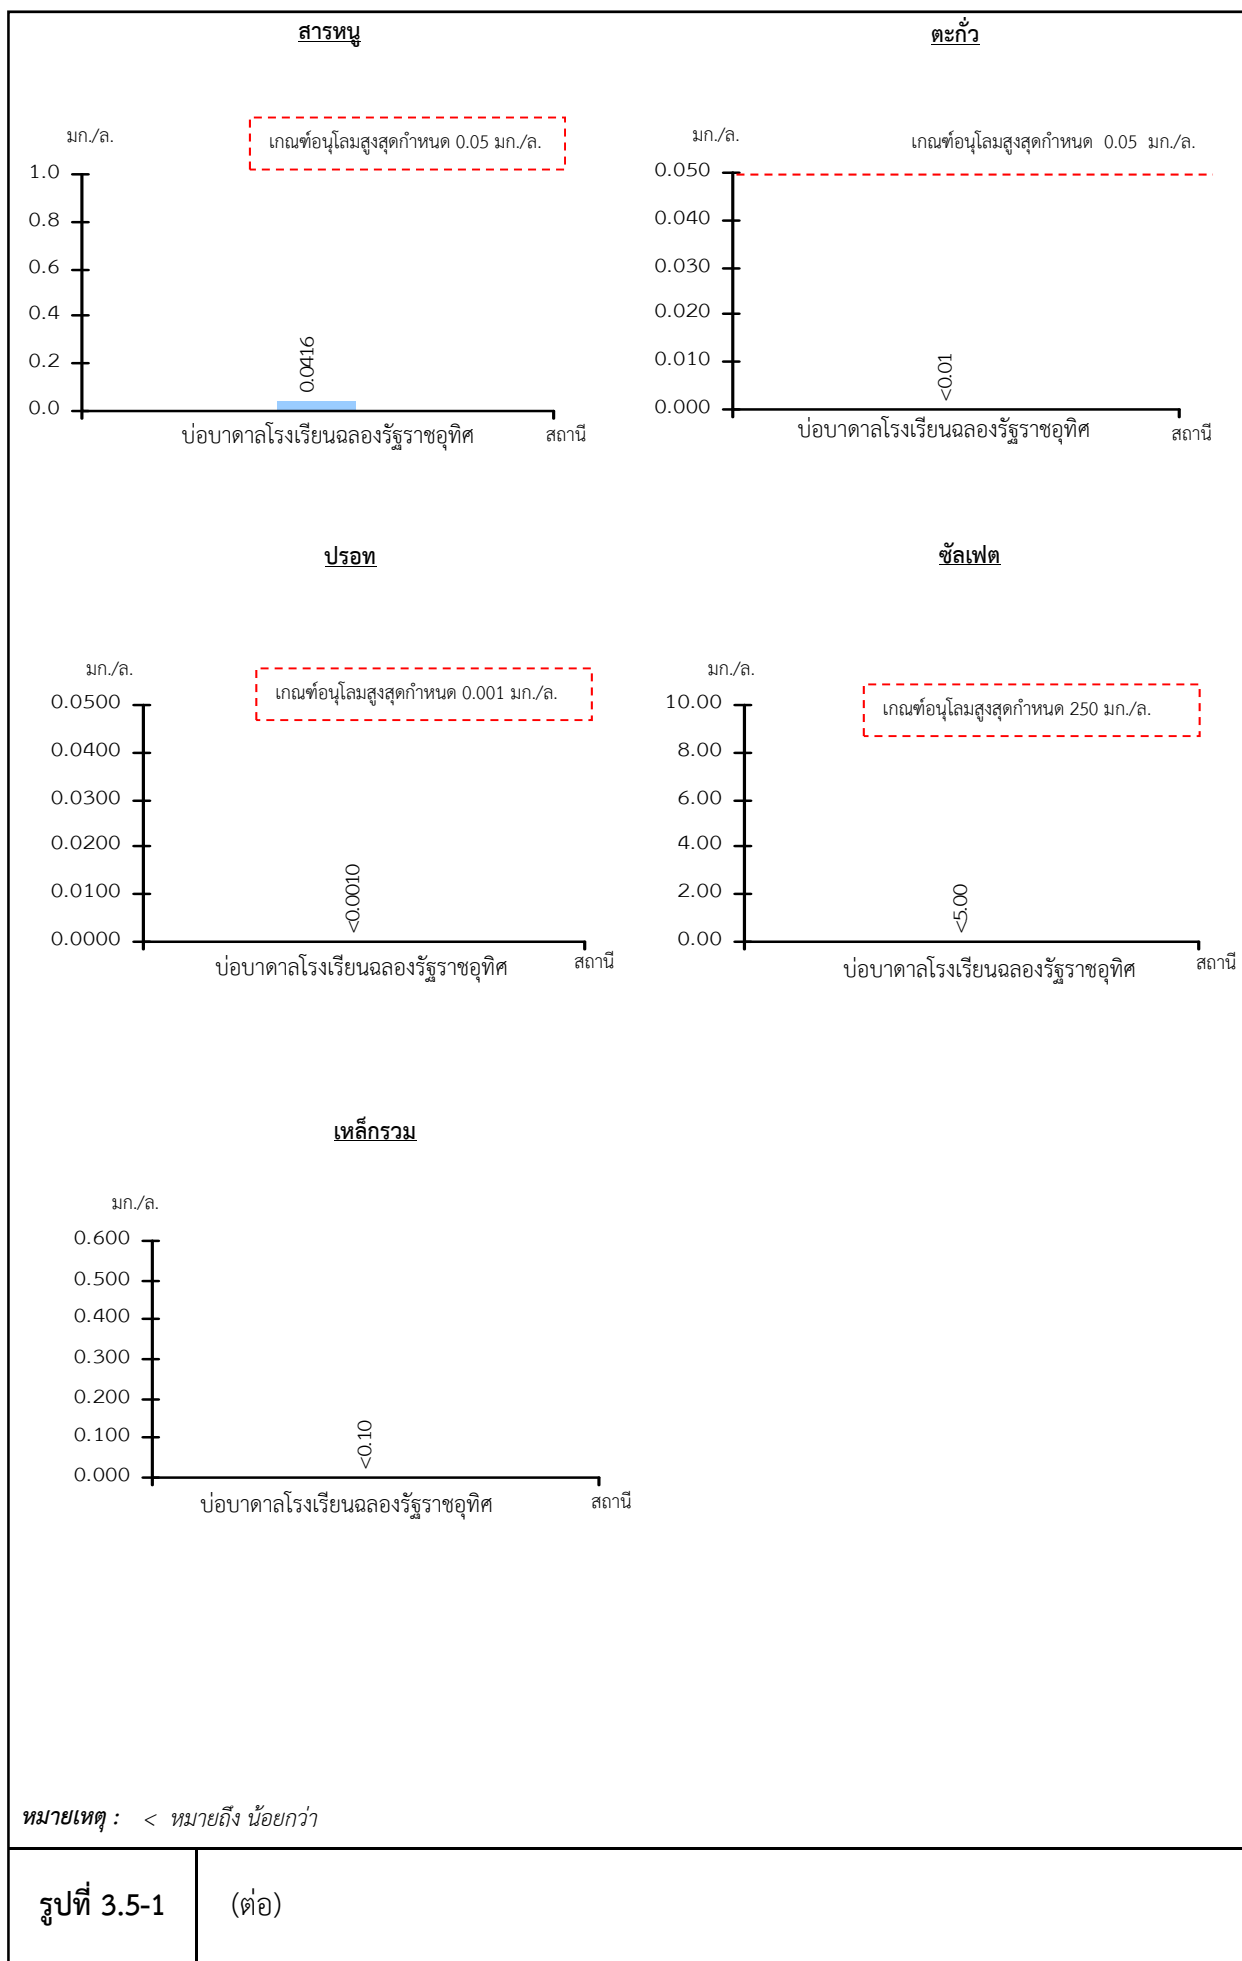 สารหนู
มก./ล.
เกณฑ์อนุโลมสูงสุดกำหนด 0.05 มก./ล.
1.0
0.8
0.6
0.4
0.2
0.0
0.0416
บ่อบาดาลโรงเรียนฉลองรัฐราชอุทิศ
สถานี
ตะกั่ว
มก./ล.
เกณฑ์อนุโลมสูงสุดกำหนด 0.05 มก./ล.
0.050
0.040
0.030
0.020
0.010
0.000
<0.01
บ่อบาดาลโรงเรียนฉลองรัฐราชอุทิศ
สถานี
ปรอท
มก./ล.
เกณฑ์อนุโลมสูงสุดกำหนด 0.001 มก./ล.
0.0500
0.0400
0.0300
0.0200
0.0100
0.0000
<0.0010
บ่อบาดาลโรงเรียนฉลองรัฐราชอุทิศ
สถานี
ซัลเฟต
มก./ล.
เกณฑ์อนุโลมสูงสุดกำหนด 250 มก./ล.
10.00
8.00
6.00
4.00
2.00
0.00
<5.00
บ่อบาดาลโรงเรียนฉลองรัฐราชอุทิศ
สถานี
เหล็กรวม
มก./ล.
0.600
0.500
0.400
0.300
0.200
0.100
0.000
<0.10
บ่อบาดาลโรงเรียนฉลองรัฐราชอุทิศ
สถานี
หมายเหตุ : < หมายถึง น้อยกว่า
รูปที่ 3.5-1 (ต่อ)